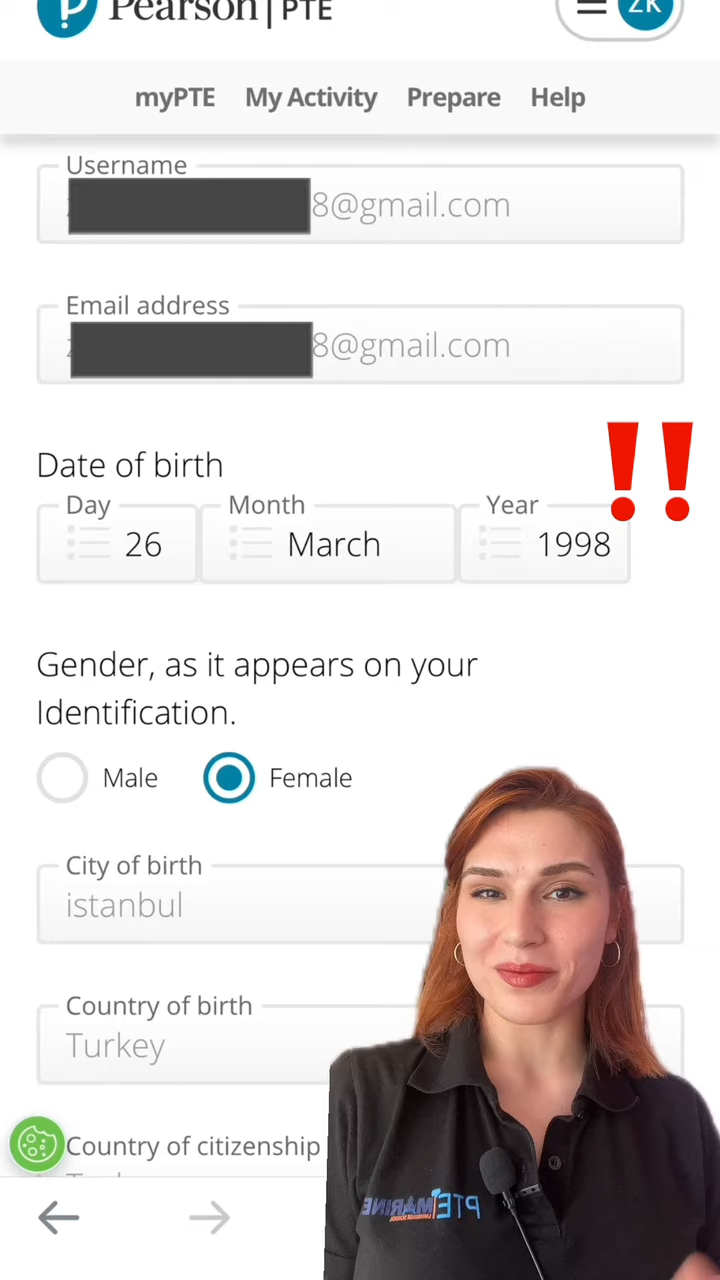 Pearson | PTE
ZK
myPTE My Activity Prepare Help
Username
8@gmail.com
Email address
8@gmail.com
!!
Date of birth
Day Month Year
26 March 1998
Gender, as it appears on your
Identification.
Male Female
City of birth
istanbul
Country of birth
Turkey
Country of citizenship
PTE MARINE